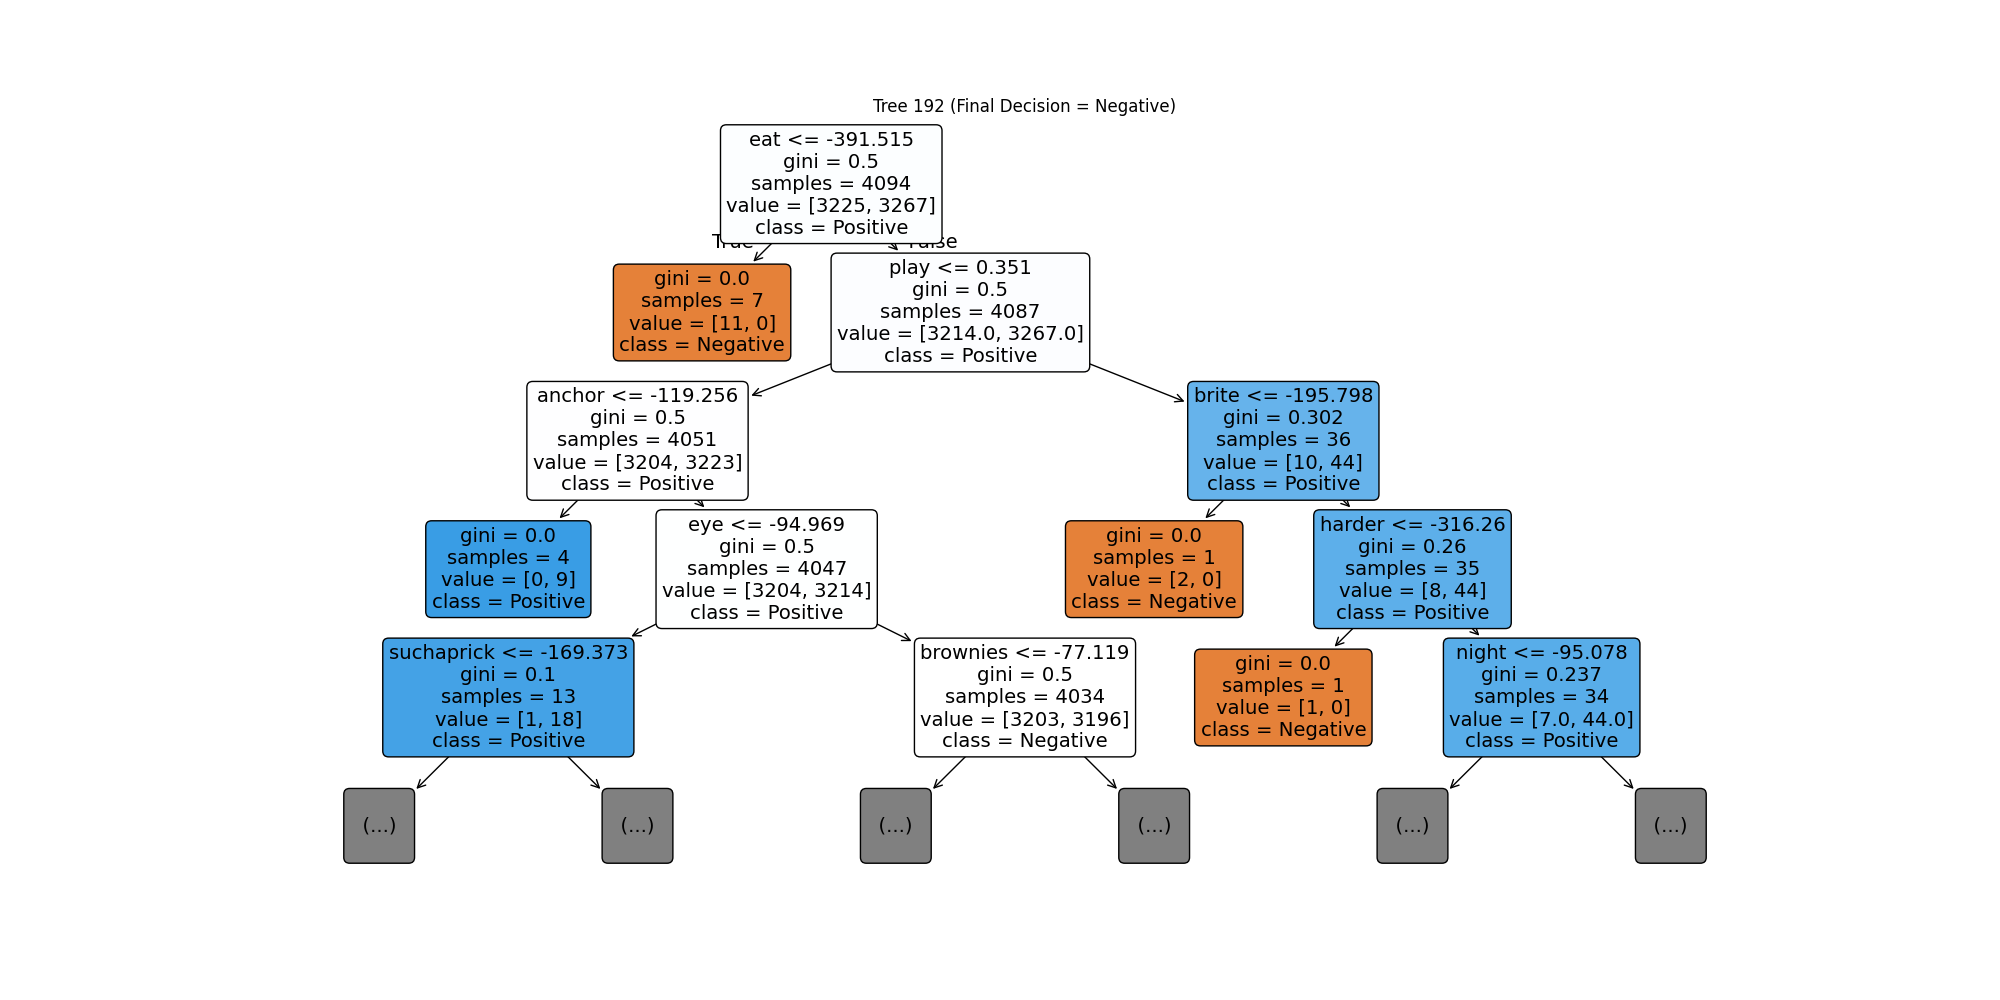 Tree 192 (Final Decision = Negative)
eat <= -391.515
gini = 0.5
samples = 4094
value = [3225, 3267]
class = Positive
True
False
gini = 0.0
samples = 7
value = [11, 0]
class = Negative
play <= 0.351
gini = 0.5
samples = 4087
value = [3214.0, 3267.0]
class = Positive
anchor <= -119.256
gini = 0.5
samples = 4051
value = [3204, 3223]
class = Positive
brite <= -195.798
gini = 0.302
samples = 36
value = [10, 44]
class = Positive
gini = 0.0
samples = 4
value = [0, 9]
class = Positive
eye <= -94.969
gini = 0.5
samples = 4047
value = [3204, 3214]
class = Positive
gini = 0.0
samples = 1
value = [2, 0]
class = Negative
harder <= -316.26
gini = 0.26
samples = 35
value = [8, 44]
class = Positive
suchaprick <= -169.373
gini = 0.1
samples = 13
value = [1, 18]
class = Positive
brownies <= -77.119
gini = 0.5
samples = 4034
value = [3203, 3196]
class = Negative
gini = 0.0
samples = 1
value = [1, 0]
class = Negative
night <= -95.078
gini = 0.237
samples = 34
value = [7.0, 44.0]
class = Positive
(...)
(...)
(...)
(...)
(...)
(...)